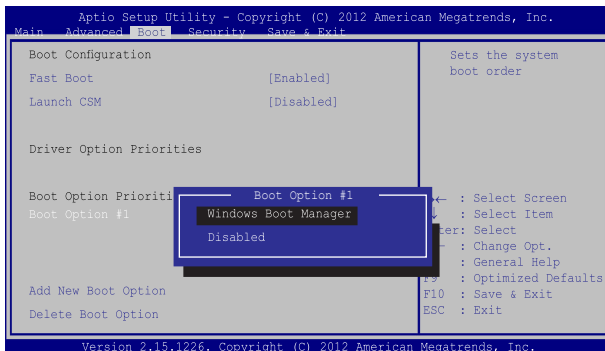 Aptio Setup Utility - Copyright (C) 2012 American Megatrends, Inc.
Main Advanced Boot Security Save & Exit
Boot Configuration
Fast Boot [Enabled]
Launch CSM [Disabled]
Driver Option Priorities
Boot Option Prioriti
Boot Option #1
Boot Option #1
Windows Boot Manager
Disabled
Add New Boot Option
Delete Boot Option
Sets the system
boot order
→← : Select Screen
: Select Item
ter: Select
: Change Opt.
: General Help
F9 : Optimized Defaults
F10 : Save & Exit
ESC : Exit
Version 2.15.1226. Copyright (C) 2012 American Megatrends, Inc.